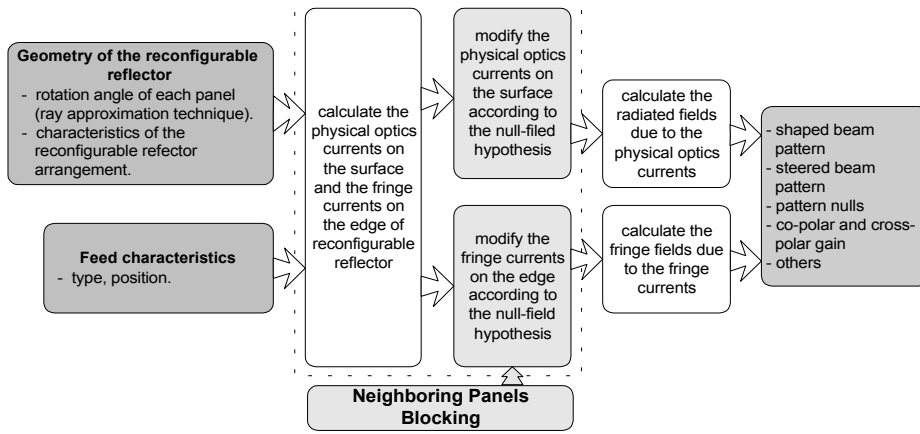 Geometry of the reconfigurable
reflector
- rotation angle of each panel
(ray approximation technique).
- characteristics of the
reconfigurable refector
arrangement.
Feed characteristics
- type, position.
calculate the
physical optics
currents on
the surface
and the fringe
currents on
the edge of
reconfigurable
reflector
modify the
physical optics
currents on
the surface
according to
the null-filed
hypothesis
modify the
fringe currents
on the edge
according to
the null-field
hypothesis
Neighboring Panels
Blocking
calculate the
radiated fields
due to the
physical optics
currents
calculate the
fringe fields due
to the fringe
currents
- shaped beam
pattern
- steered beam
pattern
- pattern nulls
- co-polar and cross-
polar gain
- others